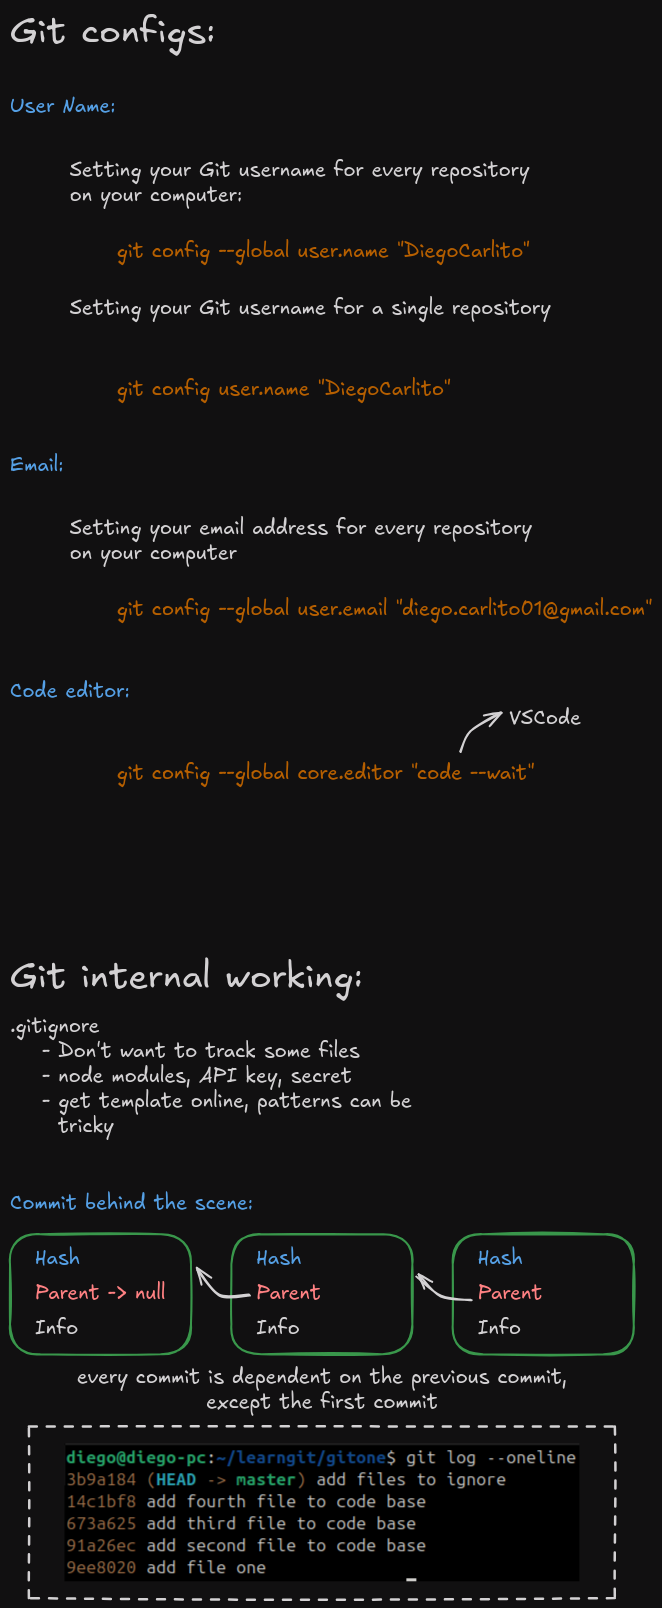 Git configs:
User Name:
Setting your Git username for every repository
on your computer:
git config --global user.name "DiegoCarlito"
Setting your Git username for a single repository
git config user.name "DiegoCarlito"
Email:
Setting your email address for every repository
on your computer
git config --global user.email "diego.carlito01@gmail.com"
Code editor:
VSCode
git config --global core.editor "code --wait"
Git internal working:
.gitignore
- Don't want to track some files
- node modules, API key, secret
- get template online, patterns can be
tricky
Commit behind the scene:
Hash Hash Hash
Parent -> null Parent Parent
Info Info Info
every commit is dependent on the previous commit,
except the first commit
diego@diego-pc:~/learngit/gitone$ git log --oneline
3b9a184 (HEAD -> master) add files to ignore
14c1bf8 add fourth file to code base
673a625 add third file to code base
91a26ec add second file to code base
9ee8020 add file one